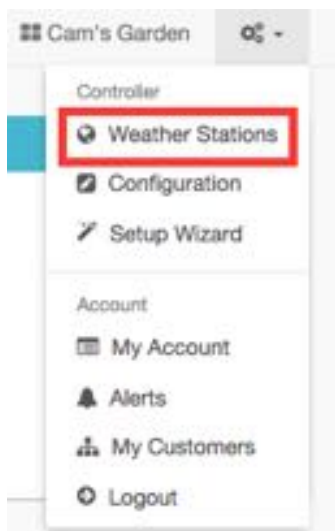 Cam's Garden
Controller
Weather Stations
Configuration
Setup Wizard
Account
My Account
Alerts
My Customers
Logout